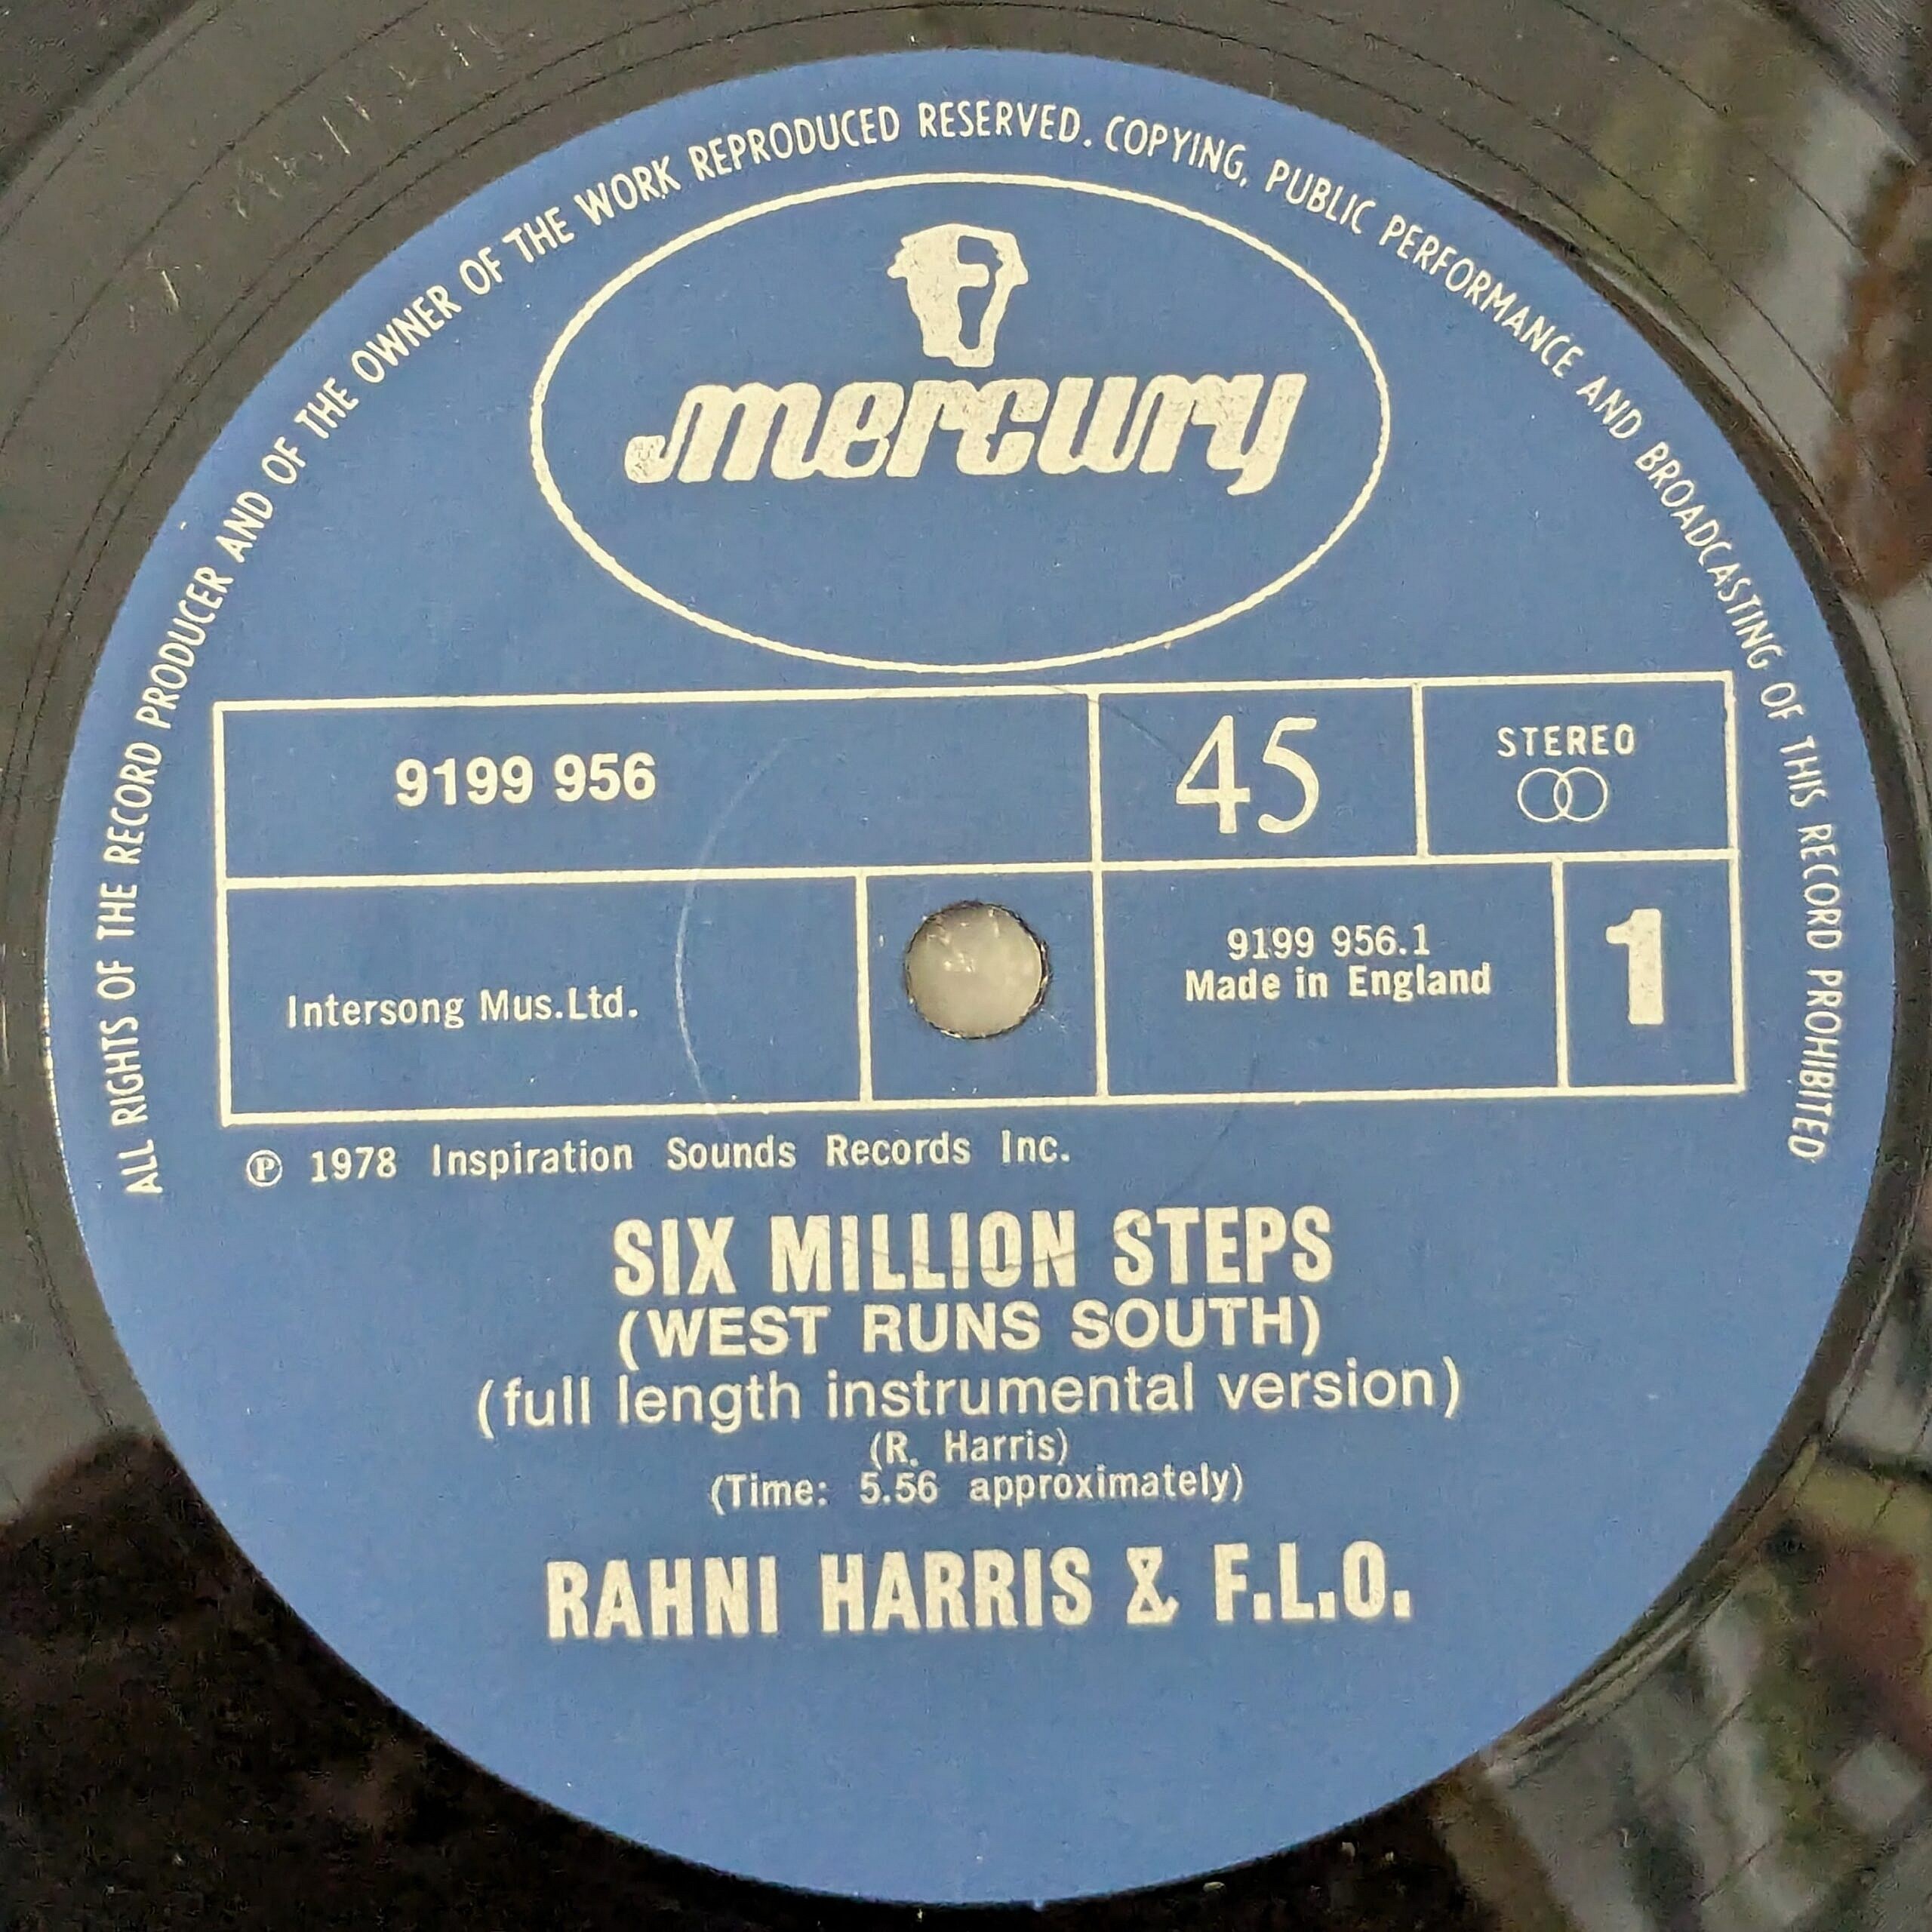 ALL RIGHTS OF THE RECORD PRODUCER AND OF THE OWNER OF THE WORK REPRODUCED RESERVED. COPYING, PUBLIC PERFORMANCE AND BROADCASTING OF THIS RECORD PROHIBITED
mercury
9199 956
45
STEREO
Intersong Mus.Ltd.
9199 956.1
Made in England
1
℗ 1978 Inspiration Sounds Records Inc.
SIX MILLION STEPS
(WEST RUNS SOUTH)
(full length instrumental version)
(R. Harris)
(Time: 5.56 approximately)
RAHNI HARRIS & F.L.O.